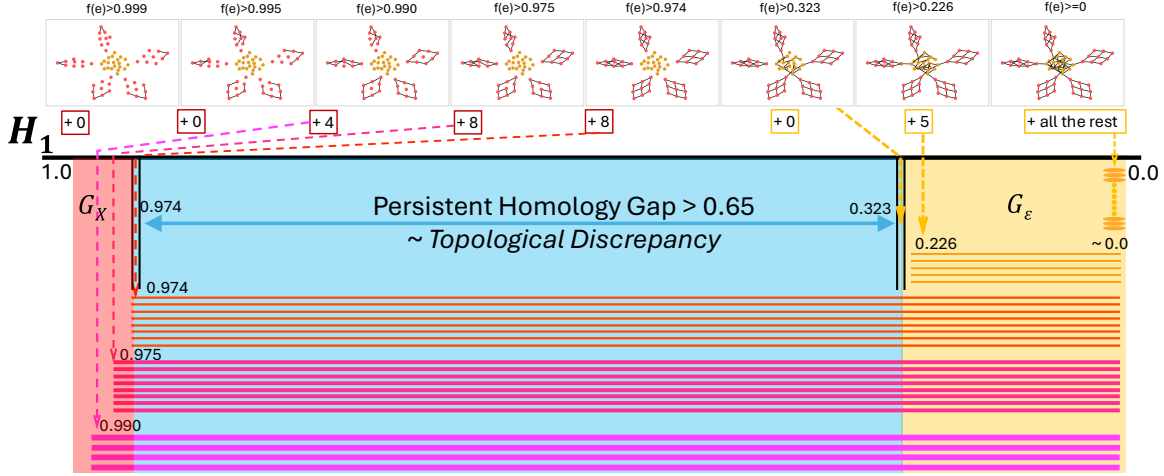 f(e)>0.999 f(e)>0.995 f(e)>0.990 f(e)>0.975 f(e)>0.974 f(e)>0.323 f(e)>0.226 f(e)>=0
+ 0 + 0 + 4 + 8 + 8 + 0 + 5 + all the rest
H₁
1.0 0.0
G_X 0.974 Persistent Homology Gap > 0.65 0.323 G_ε
~ Topological Discrepancy 0.226 ~ 0.0
0.974
0.975
0.990